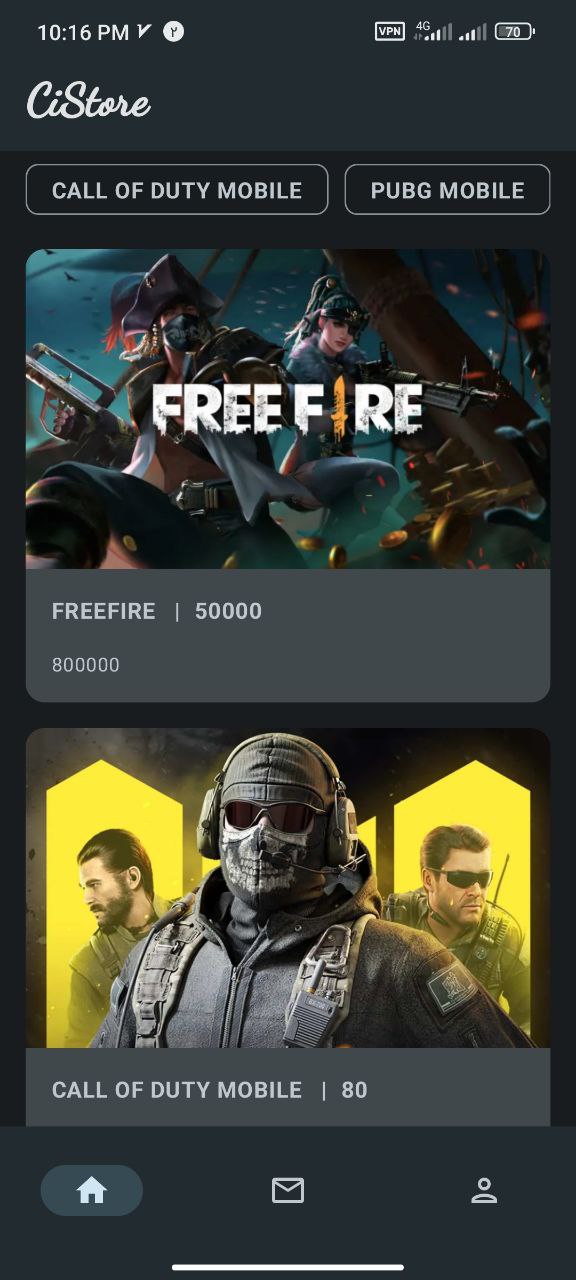 10:16 PM ۲ VPN 4G 70
CiStore
CALL OF DUTY MOBILE PUBG MOBILE
FREE FIRE
FREEFIRE | 50000
800000
CALL OF DUTY MOBILE | 80